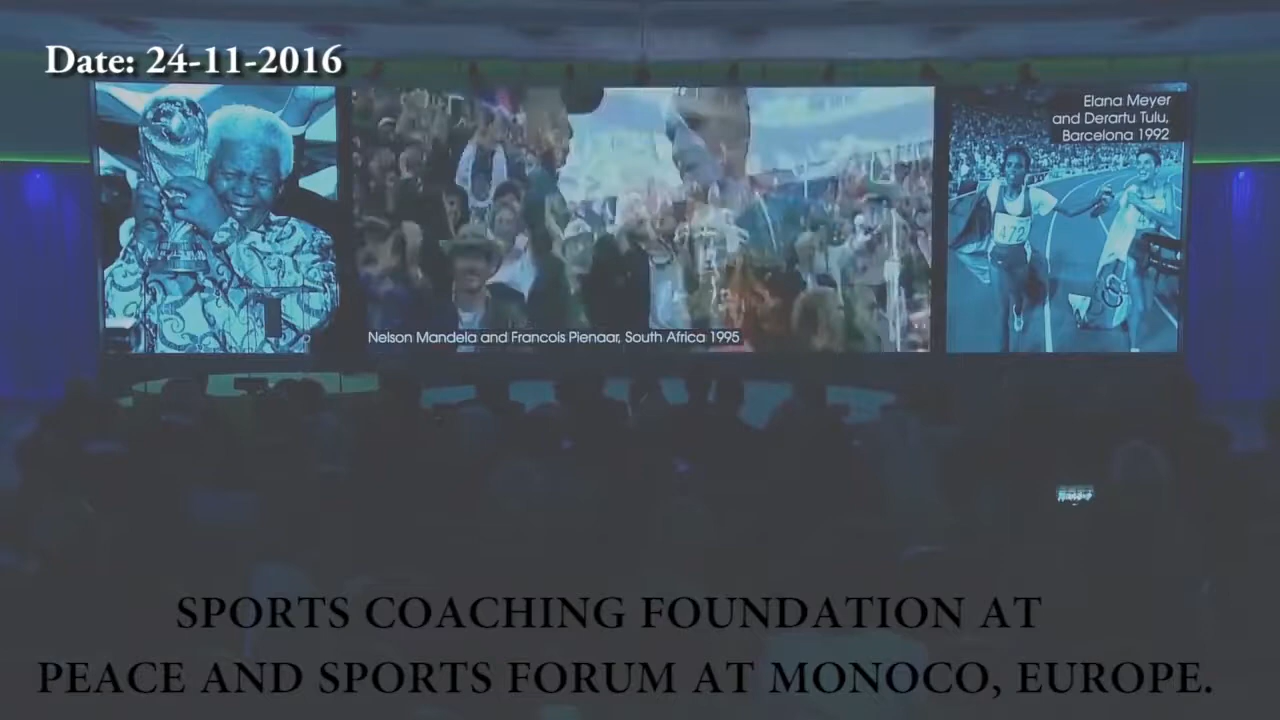 Date: 24-11-2016
Elana Meyer
and Derartu Tulu,
Barcelona 1992
472
Nelson Mandela and Francois Pienaar, South Africa 1995
SPORTS COACHING FOUNDATION AT
PEACE AND SPORTS FORUM AT MONOCO, EUROPE.